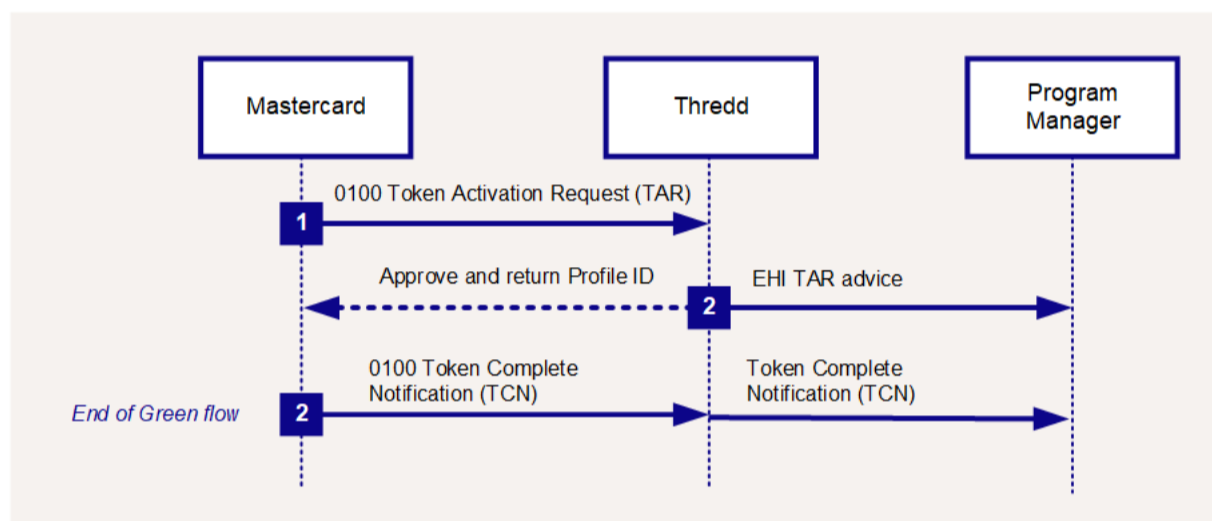 Mastercard
Thredd
Program
Manager
0100 Token Activation Request (TAR)
1
Approve and return Profile ID
EHI TAR advice
2
0100 Token Complete
Notification (TCN)
Token Complete
Notification (TCN)
End of Green flow
2